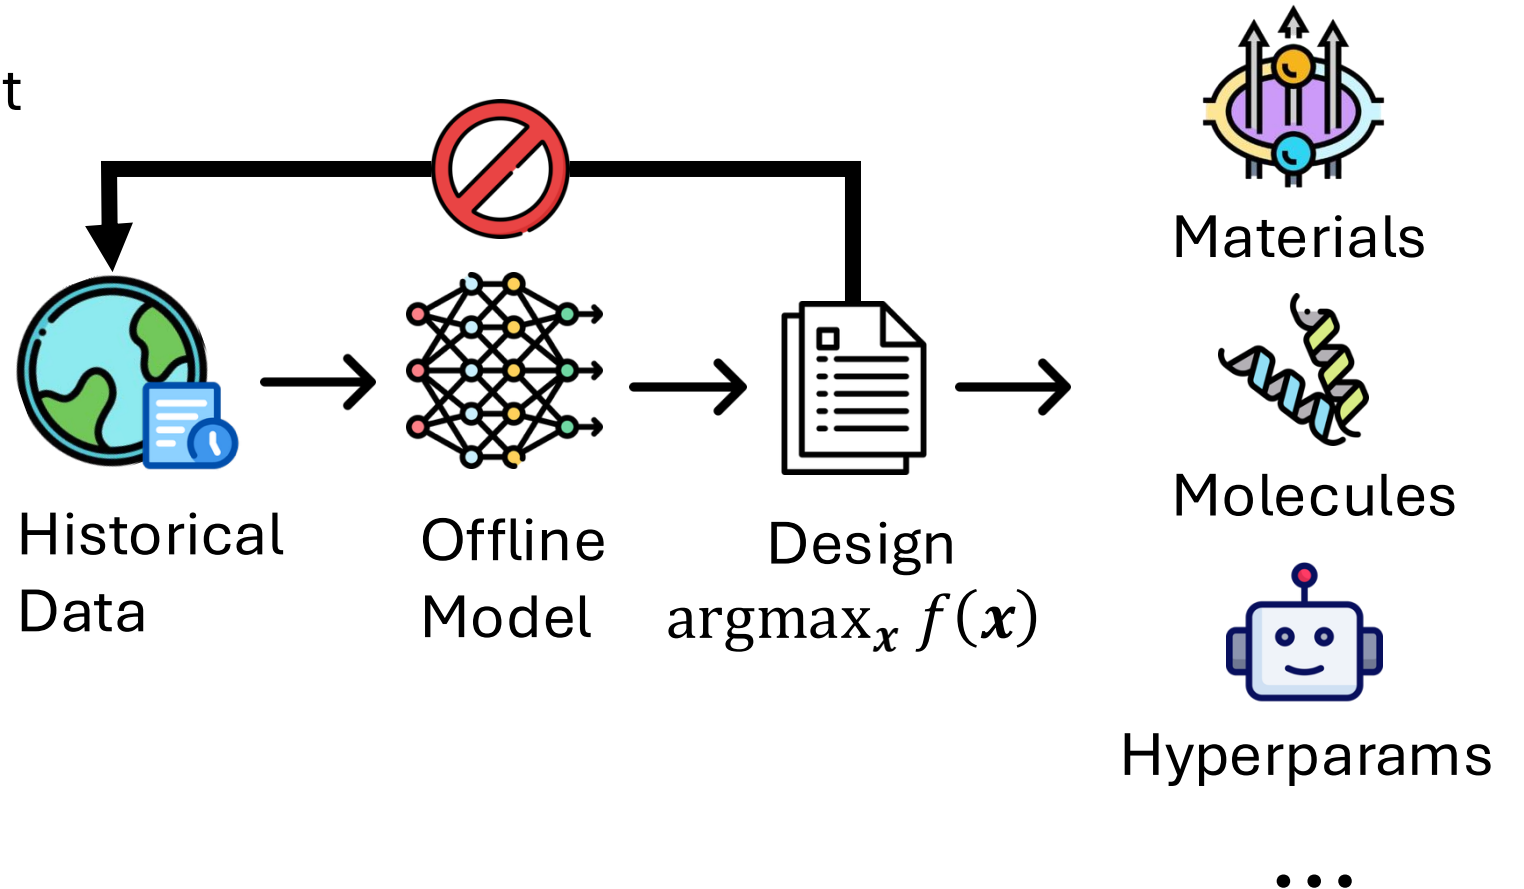 t
Historical
Data
Offline
Model
Design
argmaxₓ f(x)
Materials
Molecules
Hyperparams
...